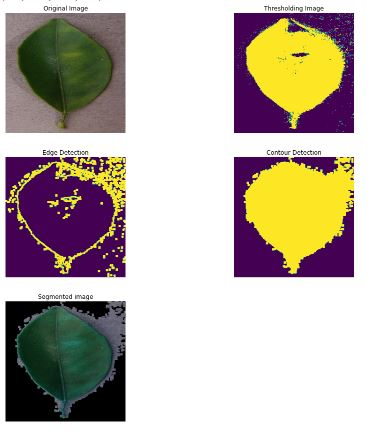 Original Image
Thresholding Image
Edge Detection
Contour Detection
Segmented image